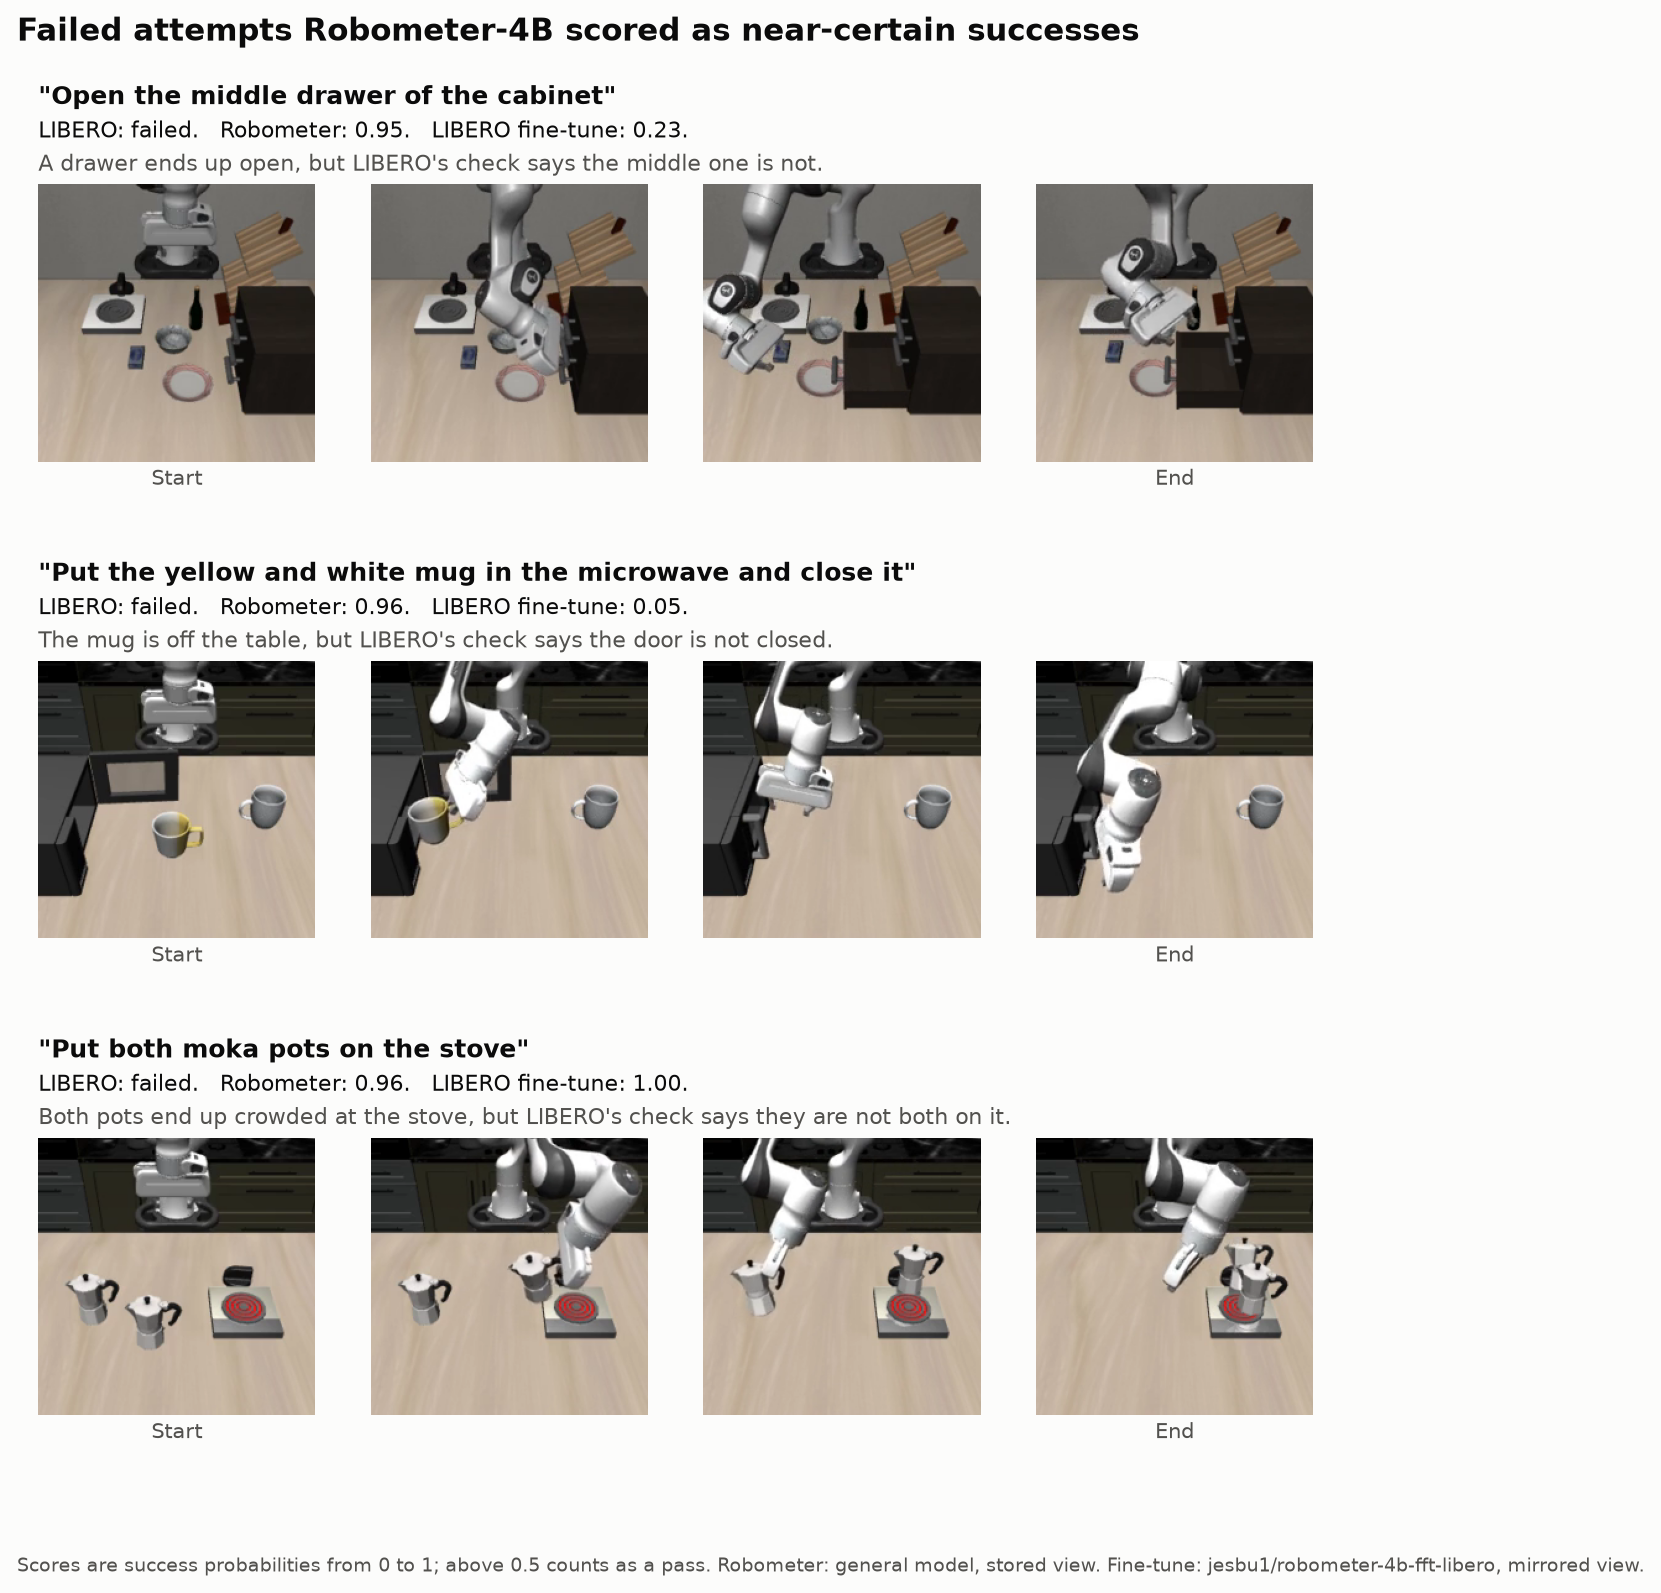 Failed attempts Robometer-4B scored as near-certain successes
"Open the middle drawer of the cabinet"
LIBERO: failed.   Robometer: 0.95.   LIBERO fine-tune: 0.23.
A drawer ends up open, but LIBERO's check says the middle one is not.
Start
End
"Put the yellow and white mug in the microwave and close it"
LIBERO: failed.   Robometer: 0.96.   LIBERO fine-tune: 0.05.
The mug is off the table, but LIBERO's check says the door is not closed.
Start
End
"Put both moka pots on the stove"
LIBERO: failed.   Robometer: 0.96.   LIBERO fine-tune: 1.00.
Both pots end up crowded at the stove, but LIBERO's check says they are not both on it.
Start
End
Scores are success probabilities from 0 to 1; above 0.5 counts as a pass. Robometer: general model, stored view. Fine-tune: jesbu1/robometer-4b-fft-libero, mirrored view.